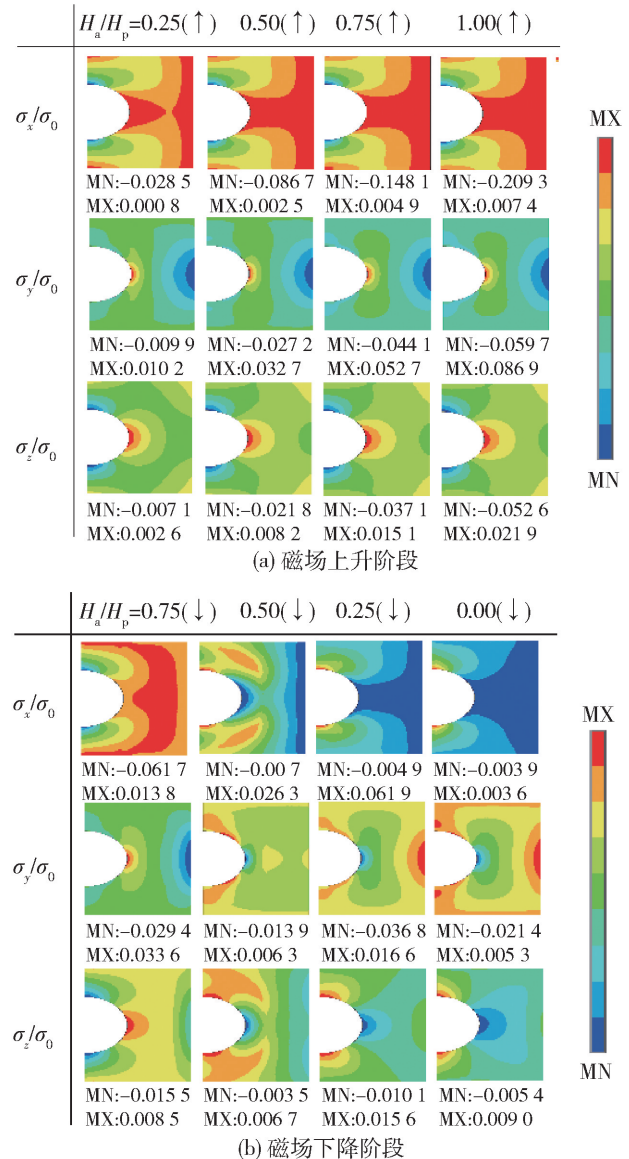 Hₐ/Hₚ=0.25(↑) 0.50(↑) 0.75(↑) 1.00(↑)
σₓ/σ₀
MN:−0.028 5 MN:−0.086 7 MN:−0.148 1 MN:−0.209 3
MX:0.000 8 MX:0.002 5 MX:0.004 9 MX:0.007 4
σy/σ₀
MN:−0.009 9 MN:−0.027 2 MN:−0.044 1 MN:−0.059 7
MX:0.010 2 MX:0.032 7 MX:0.052 7 MX:0.086 9
σz/σ₀
MN:−0.007 1 MN:−0.021 8 MN:−0.037 1 MN:−0.052 6
MX:0.002 6 MX:0.008 2 MX:0.015 1 MX:0.021 9
MX
MN
(a) 磁场上升阶段
Hₐ/Hₚ=0.75(↓) 0.50(↓) 0.25(↓) 0.00(↓)
σₓ/σ₀
MN:−0.061 7 MN:−0.00 7 MN:−0.004 9 MN:−0.003 9
MX:0.013 8 MX:0.026 3 MX:0.061 9 MX:0.003 6
σy/σ₀
MN:−0.029 4 MN:−0.013 9 MN:−0.036 8 MN:−0.021 4
MX:0.033 6 MX:0.006 3 MX:0.016 6 MX:0.005 3
σz/σ₀
MN:−0.015 5 MN:−0.003 5 MN:−0.010 1 MN:−0.005 4
MX:0.008 5 MX:0.006 7 MX:0.015 6 MX:0.009 0
MX
MN
(b) 磁场下降阶段